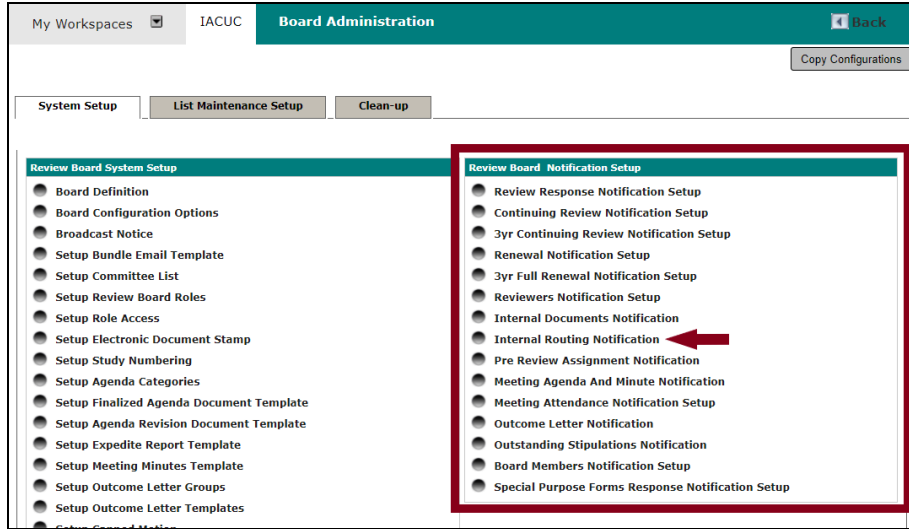 My Workspaces IACUC Board Administration Back
Copy Configurations
System Setup List Maintenance Setup Clean-up
Review Board System Setup
Board Definition
Board Configuration Options
Broadcast Notice
Setup Bundle Email Template
Setup Committee List
Setup Review Board Roles
Setup Role Access
Setup Electronic Document Stamp
Setup Study Numbering
Setup Agenda Categories
Setup Finalized Agenda Document Template
Setup Agenda Revision Document Template
Setup Expedite Report Template
Setup Meeting Minutes Template
Setup Outcome Letter Groups
Setup Outcome Letter Templates
Setup Canned Motion
Review Board Notification Setup
Review Response Notification Setup
Continuing Review Notification Setup
3yr Continuing Review Notification Setup
Renewal Notification Setup
3yr Full Renewal Notification Setup
Reviewers Notification Setup
Internal Documents Notification
Internal Routing Notification
Pre Review Assignment Notification
Meeting Agenda And Minute Notification
Meeting Attendance Notification Setup
Outcome Letter Notification
Outstanding Stipulations Notification
Board Members Notification Setup
Special Purpose Forms Response Notification Setup